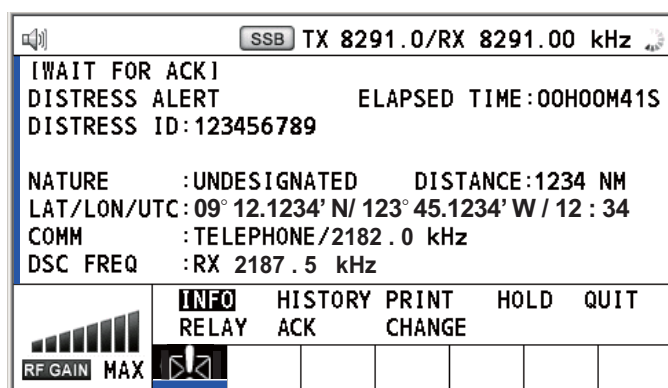 SSB TX 8291.0/RX 8291.00 kHz
[WAIT FOR ACK]
DISTRESS ALERT ELAPSED TIME:00H00M41S
DISTRESS ID:123456789
NATURE :UNDESIGNATED DISTANCE:1234 NM
LAT/LON/UTC:09° 12.1234' N/ 123° 45.1234' W / 12 : 34
COMM :TELEPHONE/2182 . 0 kHz
DSC FREQ :RX 2187 . 5 kHz
INFO HISTORY PRINT HOLD QUIT
RELAY ACK CHANGE
RF GAIN MAX